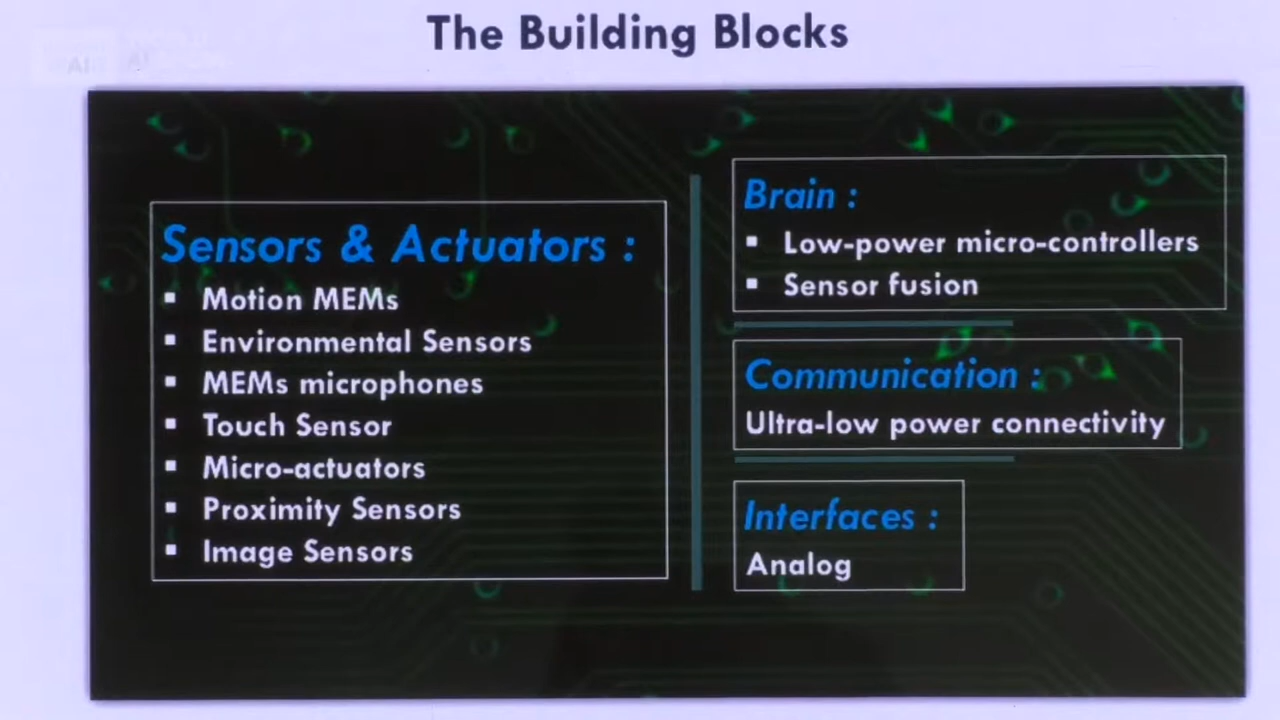 The Building Blocks
Sensors & Actuators :
▪ Motion MEMs
▪ Environmental Sensors
▪ MEMs microphones
▪ Touch Sensor
▪ Micro-actuators
▪ Proximity Sensors
▪ Image Sensors
Brain :
▪ Low-power micro-controllers
▪ Sensor fusion
Communication :
Ultra-low power connectivity
Interfaces :
Analog